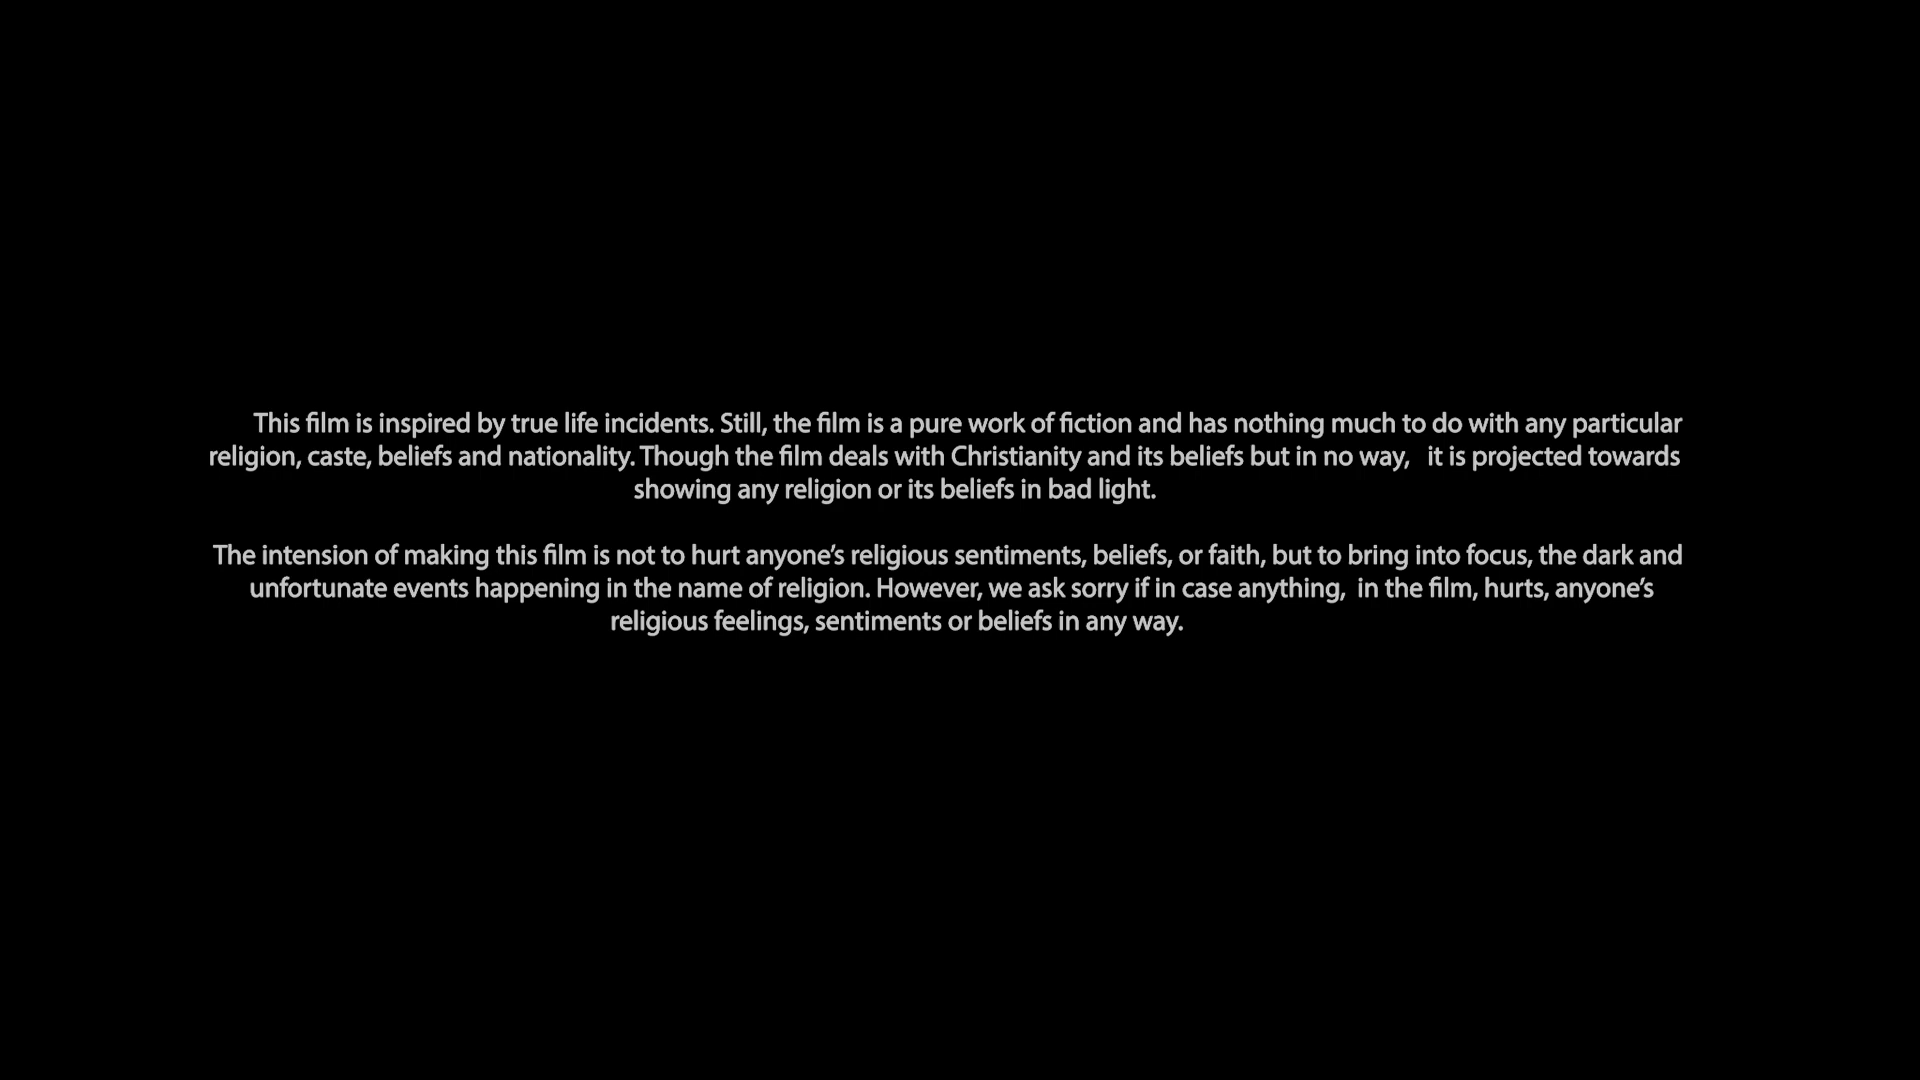 This film is inspired by true life incidents. Still, the film is a pure work of fiction and has nothing much to do with any particular
religion, caste, beliefs and nationality. Though the film deals with Christianity and its beliefs but in no way, it is projected towards
showing any religion or its beliefs in bad light.
The intension of making this film is not to hurt anyone’s religious sentiments, beliefs, or faith, but to bring into focus, the dark and
unfortunate events happening in the name of religion. However, we ask sorry if in case anything, in the film, hurts, anyone’s
religious feelings, sentiments or beliefs in any way.